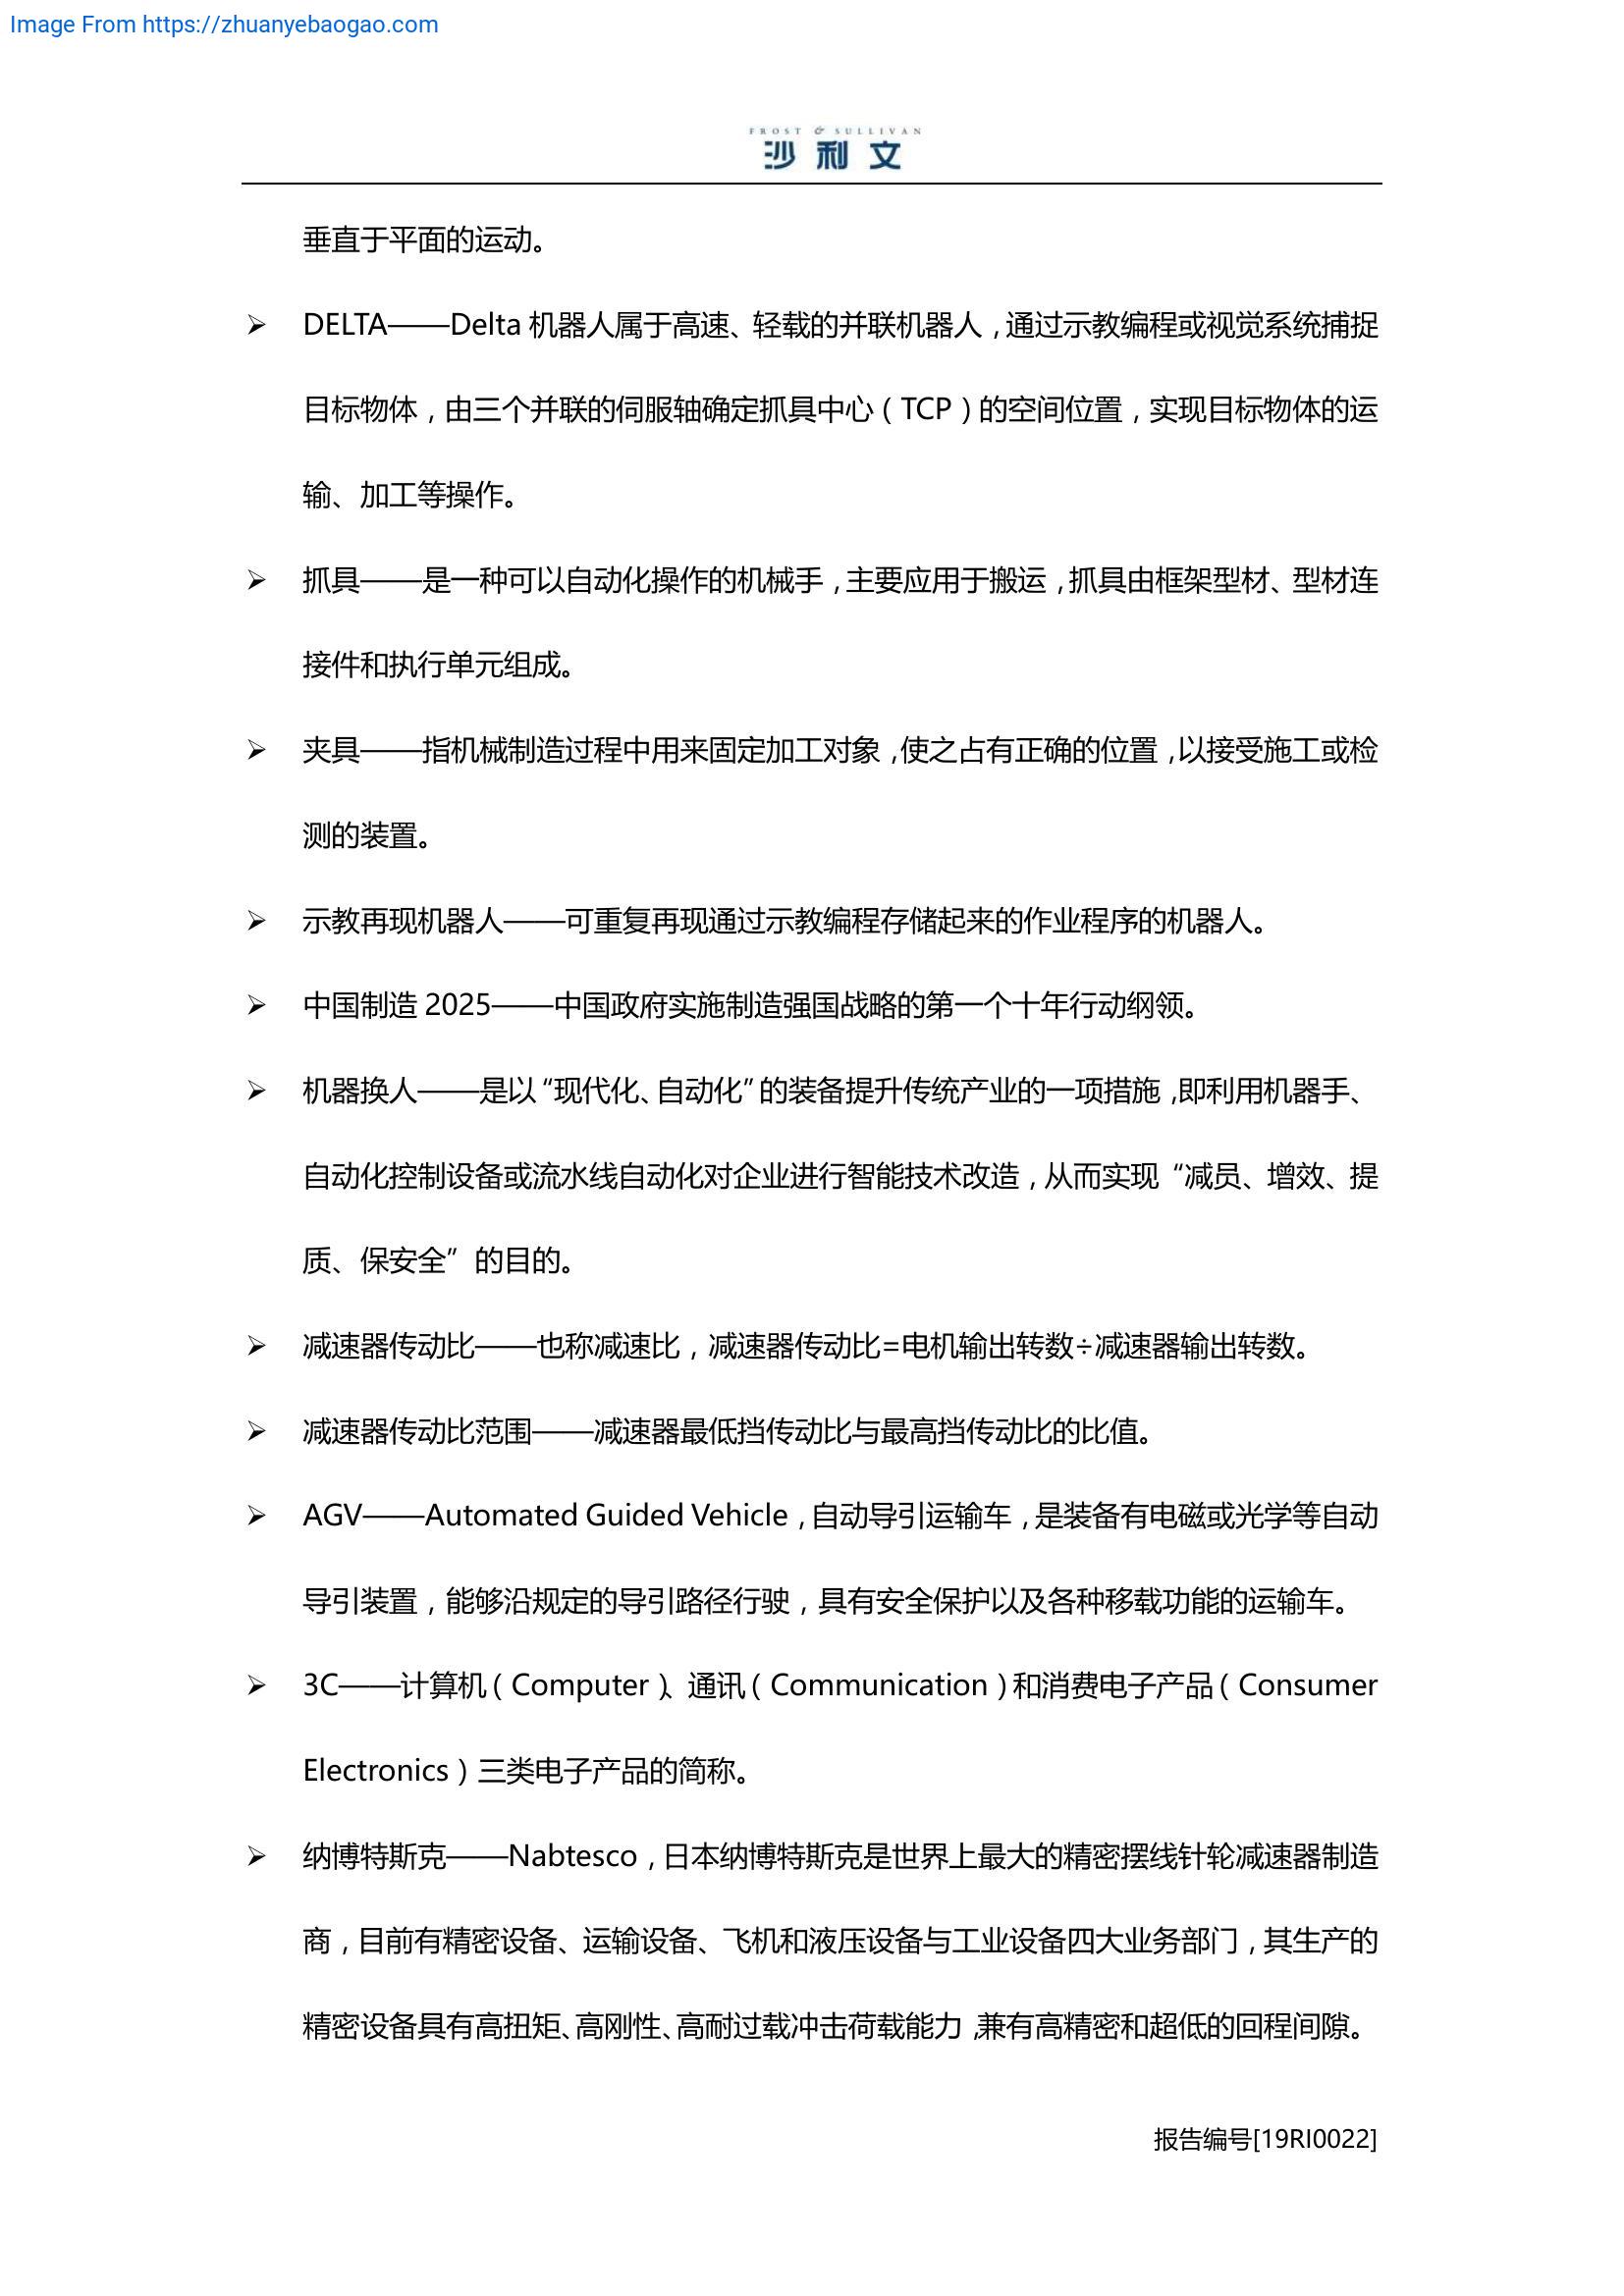 Image From https://zhuanyebaogao.com
FROST & SULLIVAN
沙利文
垂直于平面的运动。
➢ DELTA——Delta 机器人属于高速、轻载的并联机器人，通过示教编程或视觉系统捕捉
目标物体，由三个并联的伺服轴确定抓具中心（TCP）的空间位置，实现目标物体的运
输、加工等操作。
➢ 抓具——是一种可以自动化操作的机械手，主要应用于搬运，抓具由框架型材、型材连
接件和执行单元组成。
➢ 夹具——指机械制造过程中用来固定加工对象，使之占有正确的位置，以接受施工或检
测的装置。
➢ 示教再现机器人——可重复再现通过示教编程存储起来的作业程序的机器人。
➢ 中国制造 2025——中国政府实施制造强国战略的第一个十年行动纲领。
➢ 机器换人——是以“现代化、自动化”的装备提升传统产业的一项措施，即利用机器手、
自动化控制设备或流水线自动化对企业进行智能技术改造，从而实现“减员、增效、提
质、保安全”的目的。
➢ 减速器传动比——也称减速比，减速器传动比=电机输出转数÷减速器输出转数。
➢ 减速器传动比范围——减速器最低挡传动比与最高挡传动比的比值。
➢ AGV——Automated Guided Vehicle，自动导引运输车，是装备有电磁或光学等自动
导引装置，能够沿规定的导引路径行驶，具有安全保护以及各种移载功能的运输车。
➢ 3C——计算机（Computer）、通讯（Communication）和消费电子产品（Consumer
Electronics）三类电子产品的简称。
➢ 纳博特斯克——Nabtesco，日本纳博特斯克是世界上最大的精密摆线针轮减速器制造
商，目前有精密设备、运输设备、飞机和液压设备与工业设备四大业务部门，其生产的
精密设备具有高扭矩、高刚性、高耐过载冲击荷载能力，兼有高精密和超低的回程间隙。
报告编号[19RI0022]